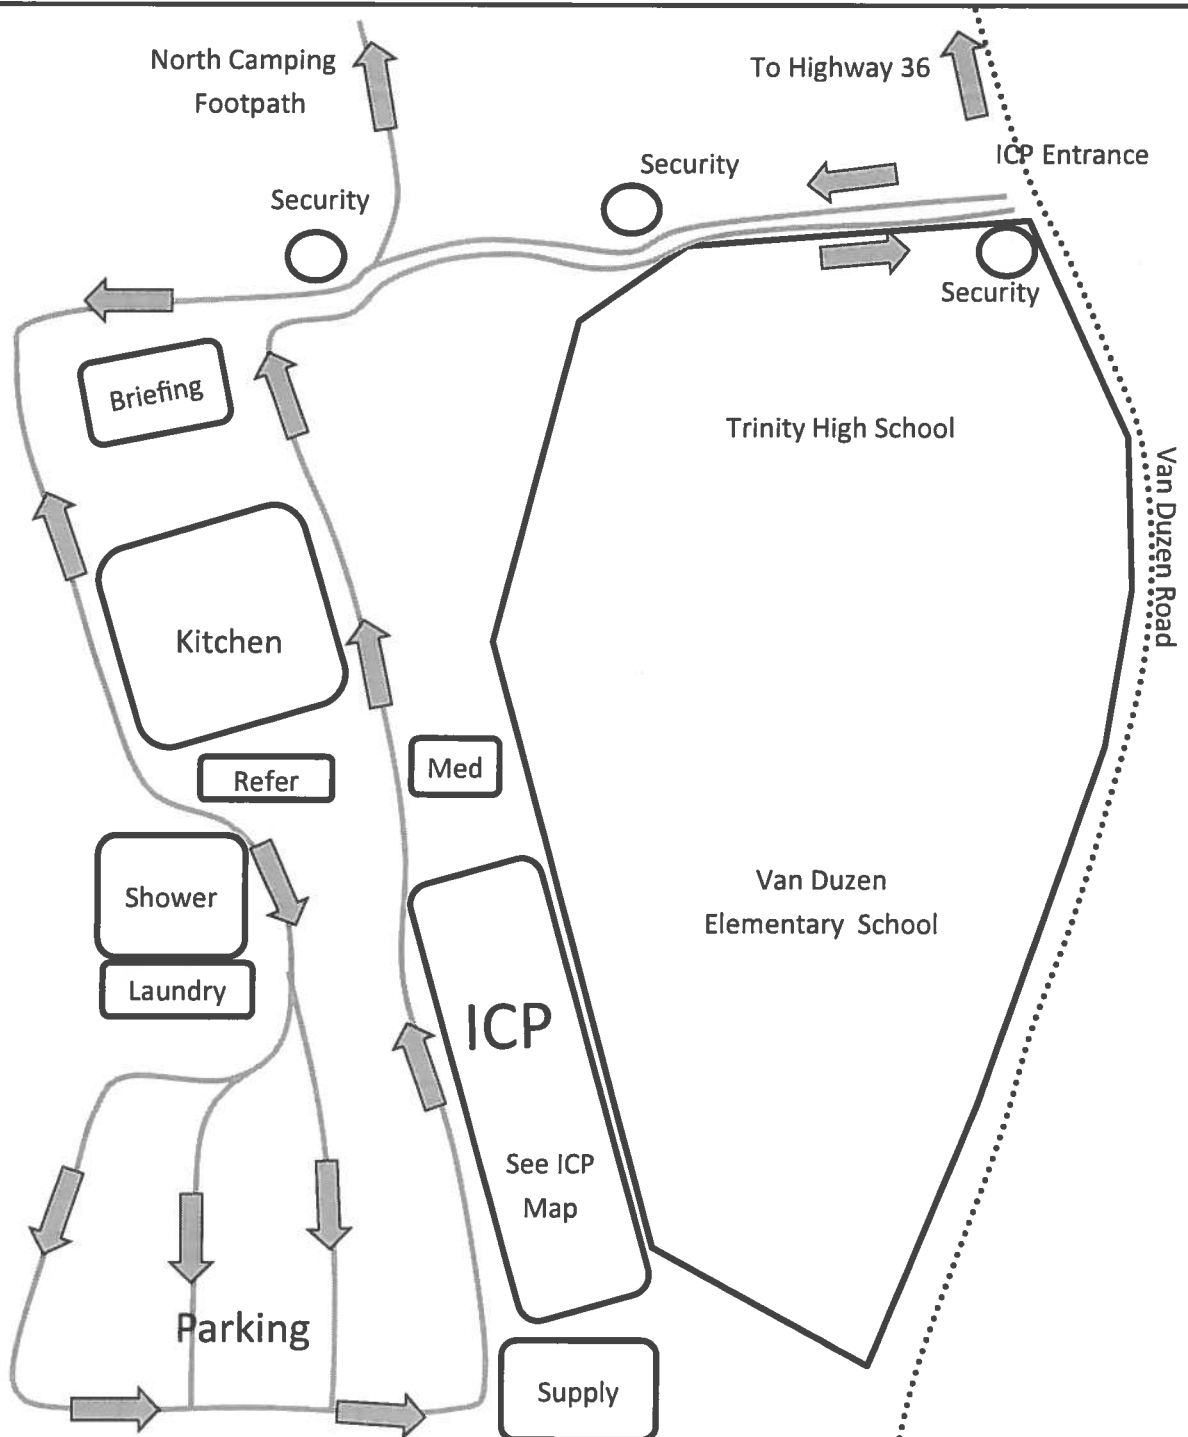 North Camping
Footpath
To Highway 36
ICP Entrance
Security
Security
Security
Briefing
Trinity High School
Van Duzen Road
Kitchen
Refer
Med
Shower
Van Duzen
Elementary School
Laundry
ICP
See ICP
Map
Parking
Supply